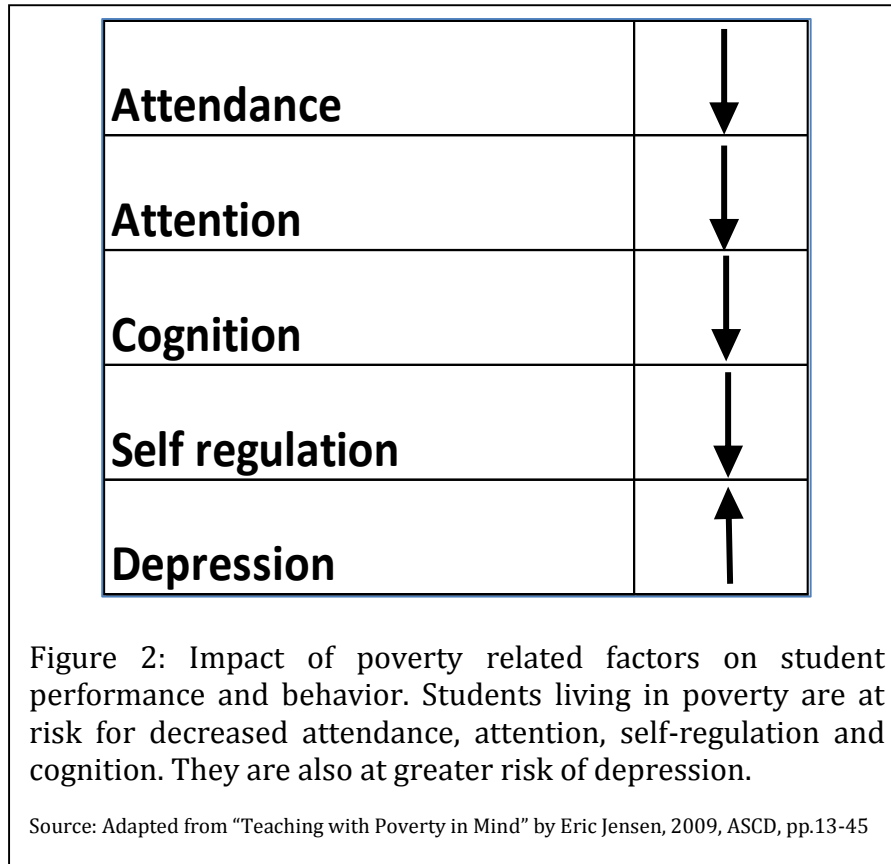 Attendance
Attention
Cognition
Self regulation
Depression
Figure 2: Impact of poverty related factors on student
performance and behavior. Students living in poverty are at
risk for decreased attendance, attention, self-regulation and
cognition. They are also at greater risk of depression.
Source: Adapted from “Teaching with Poverty in Mind” by Eric Jensen, 2009, ASCD, pp.13-45